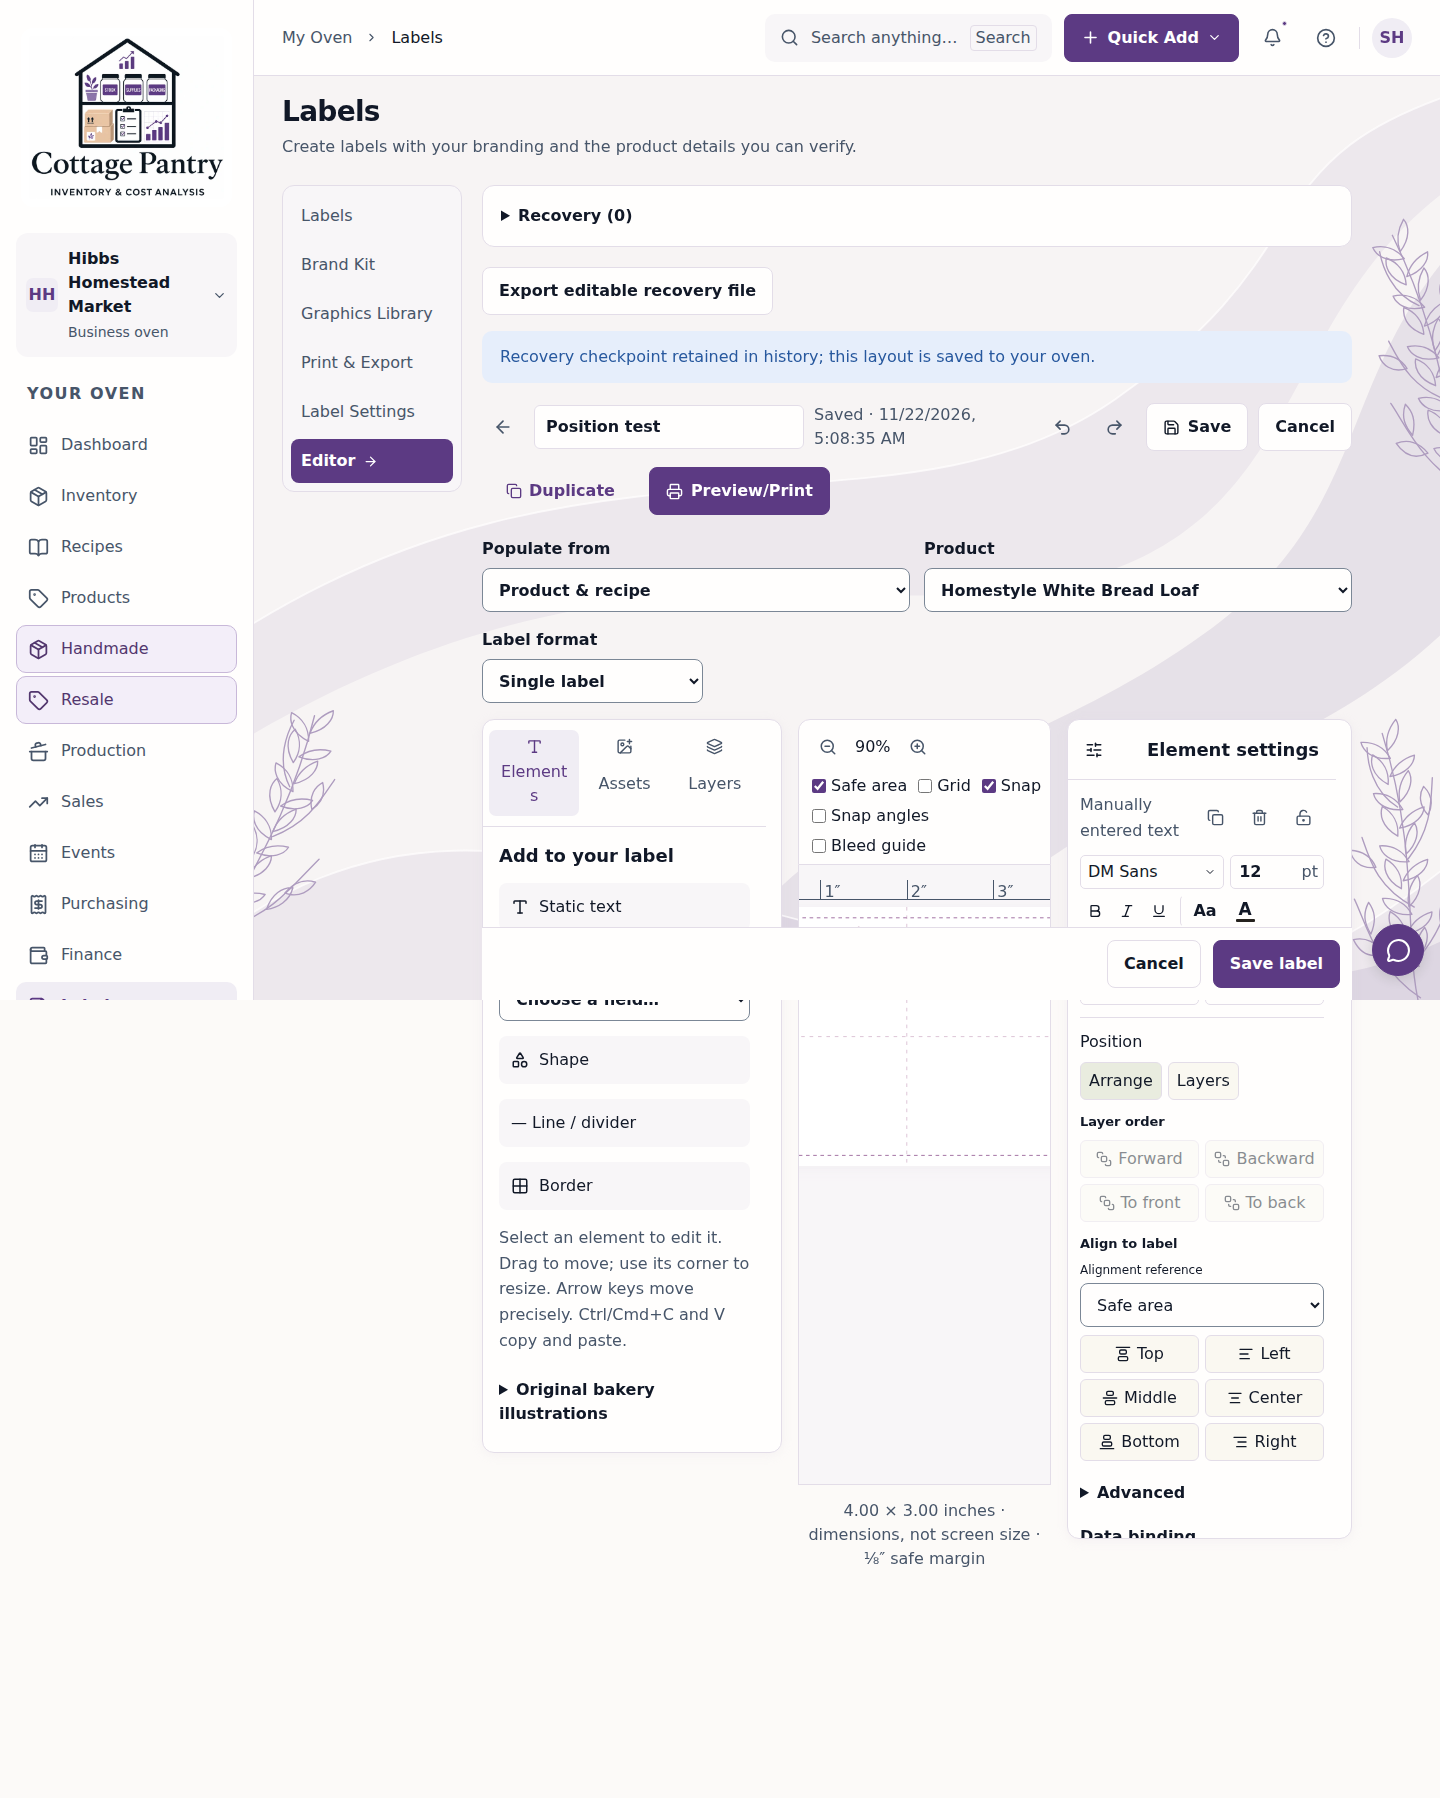 Cottage Pantry
INVENTORY & COST ANALYSIS
HH
Hibbs
Homestead
Market
Business oven
YOUR OVEN
Dashboard
Inventory
Recipes
Products
Handmade
Resale
Production
Sales
Events
Purchasing
Finance
My Oven
Labels
Search anything...
Search
Quick Add
SH
Labels
Create labels with your branding and the product details you can verify.
Labels
Brand Kit
Graphics Library
Print & Export
Label Settings
Editor
Recovery (0)
Export editable recovery file
Recovery checkpoint retained in history; this layout is saved to your oven.
Position test
Saved · 11/22/2026,
5:08:35 AM
Save
Cancel
Duplicate
Preview/Print
Populate from
Product & recipe
Product
Homestyle White Bread Loaf
Label format
Single label
Element
s
Assets
Layers
Add to your label
Static text
Choose a field...
Shape
— Line / divider
Border
Select an element to edit it.
Drag to move; use its corner to
resize. Arrow keys move
precisely. Ctrl/Cmd+C and V
copy and paste.
Original bakery
illustrations
90%
Safe area
Grid
Snap
Snap angles
Bleed guide
1″
2″
3″
4.00 × 3.00 inches ·
dimensions, not screen size ·
⅛″ safe margin
Element settings
Manually
entered text
DM Sans
12
pt
B
I
U
Aa
A
Cancel
Save label
Position
Arrange
Layers
Layer order
Forward
Backward
To front
To back
Align to label
Alignment reference
Safe area
Top
Left
Middle
Center
Bottom
Right
Advanced
Data binding